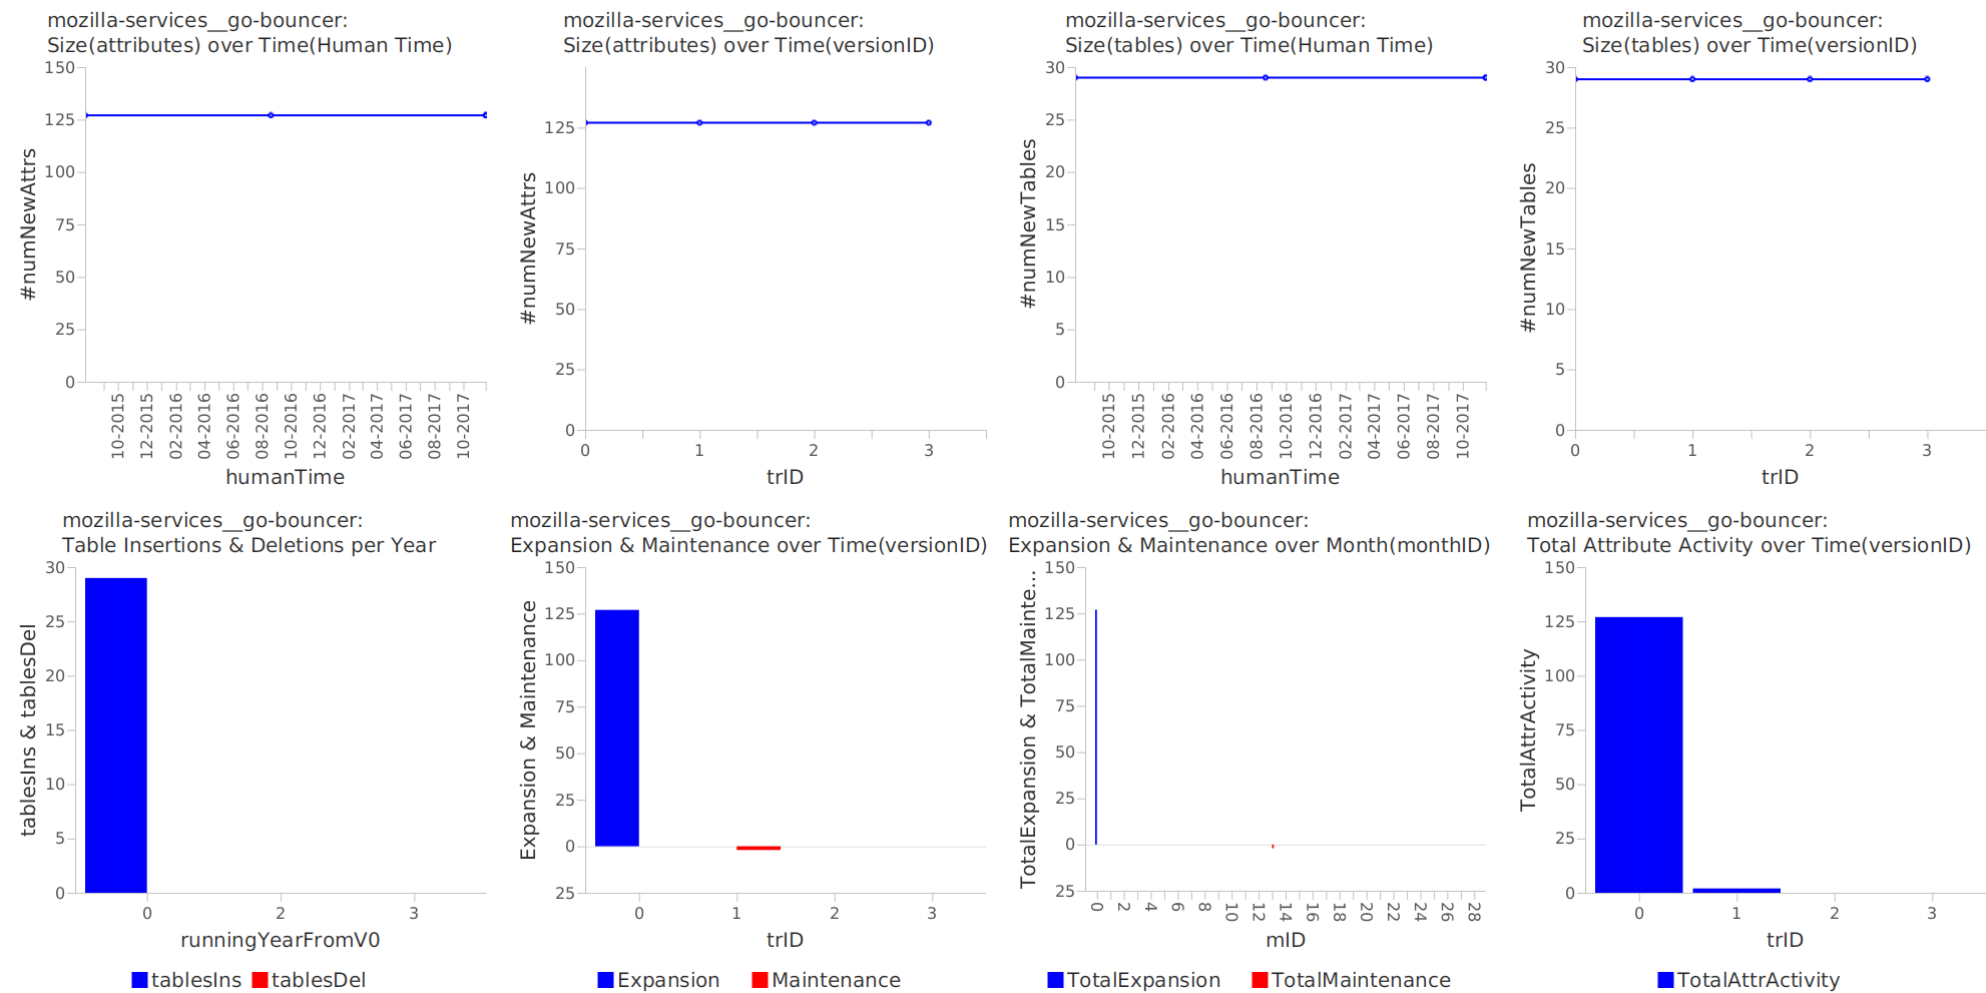 mozilla-services__go-bouncer:
Size(attributes) over Time(Human Time)
150
125
100
75
50
25
0
#numNewAttrs
10-2015
12-2015
02-2016
04-2016
06-2016
08-2016
10-2016
12-2016
02-2017
04-2017
06-2017
08-2017
10-2017
humanTime
mozilla-services__go-bouncer:
Size(attributes) over Time(versionID)
125
100
75
50
25
0
#numNewAttrs
0 1 2 3
trID
mozilla-services__go-bouncer:
Size(tables) over Time(Human Time)
30
25
20
15
10
5
0
#numNewTables
10-2015
12-2015
02-2016
04-2016
06-2016
08-2016
10-2016
12-2016
02-2017
04-2017
06-2017
08-2017
10-2017
humanTime
mozilla-services__go-bouncer:
Size(tables) over Time(versionID)
30
25
20
15
10
5
0
#numNewTables
0 1 2 3
trID
mozilla-services__go-bouncer:
Table Insertions & Deletions per Year
30
25
20
15
10
5
0
tablesIns & tablesDel
0 2 3
runningYearFromV0
tablesIns tablesDel
mozilla-services__go-bouncer:
Expansion & Maintenance over Time(versionID)
150
125
100
75
50
25
0
25
Expansion & Maintenance
0 1 2 3
trID
Expansion Maintenance
mozilla-services__go-bouncer:
Expansion & Maintenance over Month(monthID)
150
125
100
75
50
25
0
25
TotalExpansion & TotalMainte...
0 2 4 6 8 10 12 14 16 18 20 22 24 26 28
mID
TotalExpansion TotalMaintenance
mozilla-services__go-bouncer:
Total Attribute Activity over Time(versionID)
150
125
100
75
50
25
0
TotalAttrActivity
0 1 2 3
trID
TotalAttrActivity